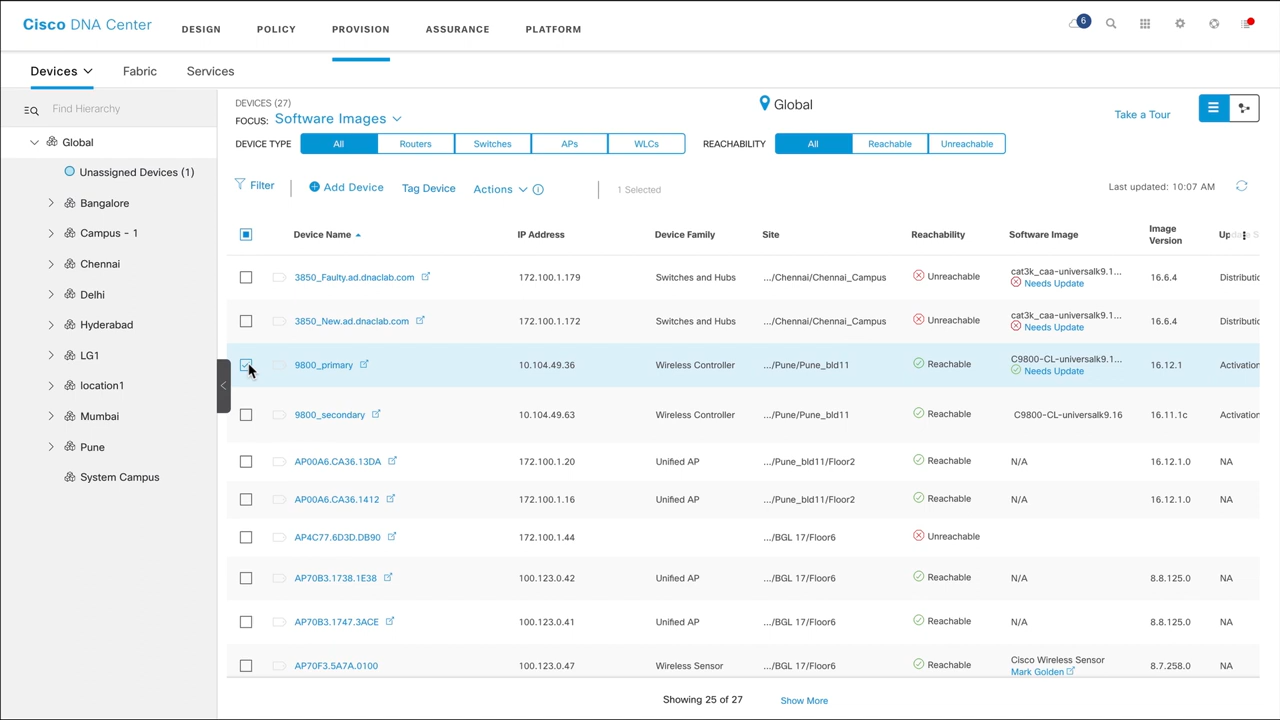 Cisco DNA Center
DESIGN POLICY PROVISION ASSURANCE PLATFORM
6
Devices Fabric Services
Find Hierarchy
Global
Unassigned Devices (1)
Bangalore
Campus - 1
Chennai
Delhi
Hyderabad
LG1
location1
Mumbai
Pune
System Campus
DEVICES (27)
FOCUS: Software Images
Global
Take a Tour
DEVICE TYPE All Routers Switches APs WLCs REACHABILITY All Reachable Unreachable
Filter Add Device Tag Device Actions 1 Selected Last updated: 10:07 AM
Device Name IP Address Device Family Site Reachability Software Image Image Version
3850_Faulty.ad.dnaclab.com 172.100.1.179 Switches and Hubs .../Chennai/Chennai_Campus Unreachable cat3k_caa-universalk9.1... Needs Update 16.6.4 Distributic
3850_New.ad.dnaclab.com 172.100.1.172 Switches and Hubs .../Chennai/Chennai_Campus Unreachable cat3k_caa-universalk9.1... Needs Update 16.6.4 Distributic
9800_primary 10.104.49.36 Wireless Controller .../Pune/Pune_bld11 Reachable C9800-CL-universalk9.1... Needs Update 16.12.1 Activation
9800_secondary 10.104.49.63 Wireless Controller .../Pune/Pune_bld11 Reachable C9800-CL-universalk9.16 16.11.1c Activation
AP00A6.CA36.13DA 172.100.1.20 Unified AP .../Pune_bld11/Floor2 Reachable N/A 16.12.1.0 NA
AP00A6.CA36.1412 172.100.1.16 Unified AP .../Pune_bld11/Floor2 Reachable N/A 16.12.1.0 NA
AP4C77.6D3D.DB90 172.100.1.44 .../BGL 17/Floor6 Unreachable
AP70B3.1738.1E38 100.123.0.42 Unified AP .../BGL 17/Floor6 Reachable N/A 8.8.125.0 NA
AP70B3.1747.3ACE 100.123.0.41 Unified AP .../BGL 17/Floor6 Reachable N/A 8.8.125.0 NA
AP70F3.5A7A.0100 100.123.0.47 Wireless Sensor .../BGL 17/Floor6 Reachable Cisco Wireless Sensor Mark Golden 8.7.258.0 NA
Showing 25 of 27 Show More